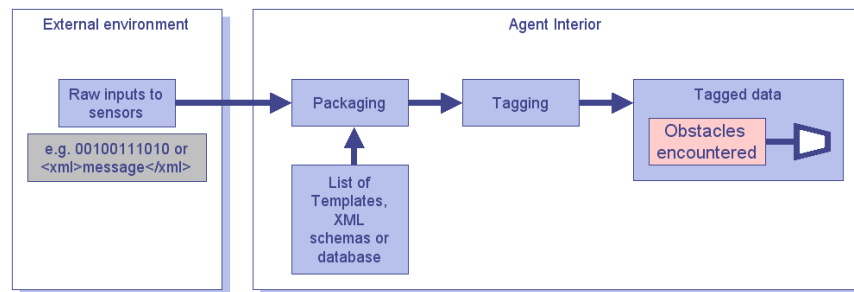 External environment
Agent Interior
Raw inputs to
sensors
Packaging
Tagging
Tagged data
Obstacles
encountered
e.g. 00100111010 or
<xml>message</xml>
List of
Templates,
XML
schemas or
database